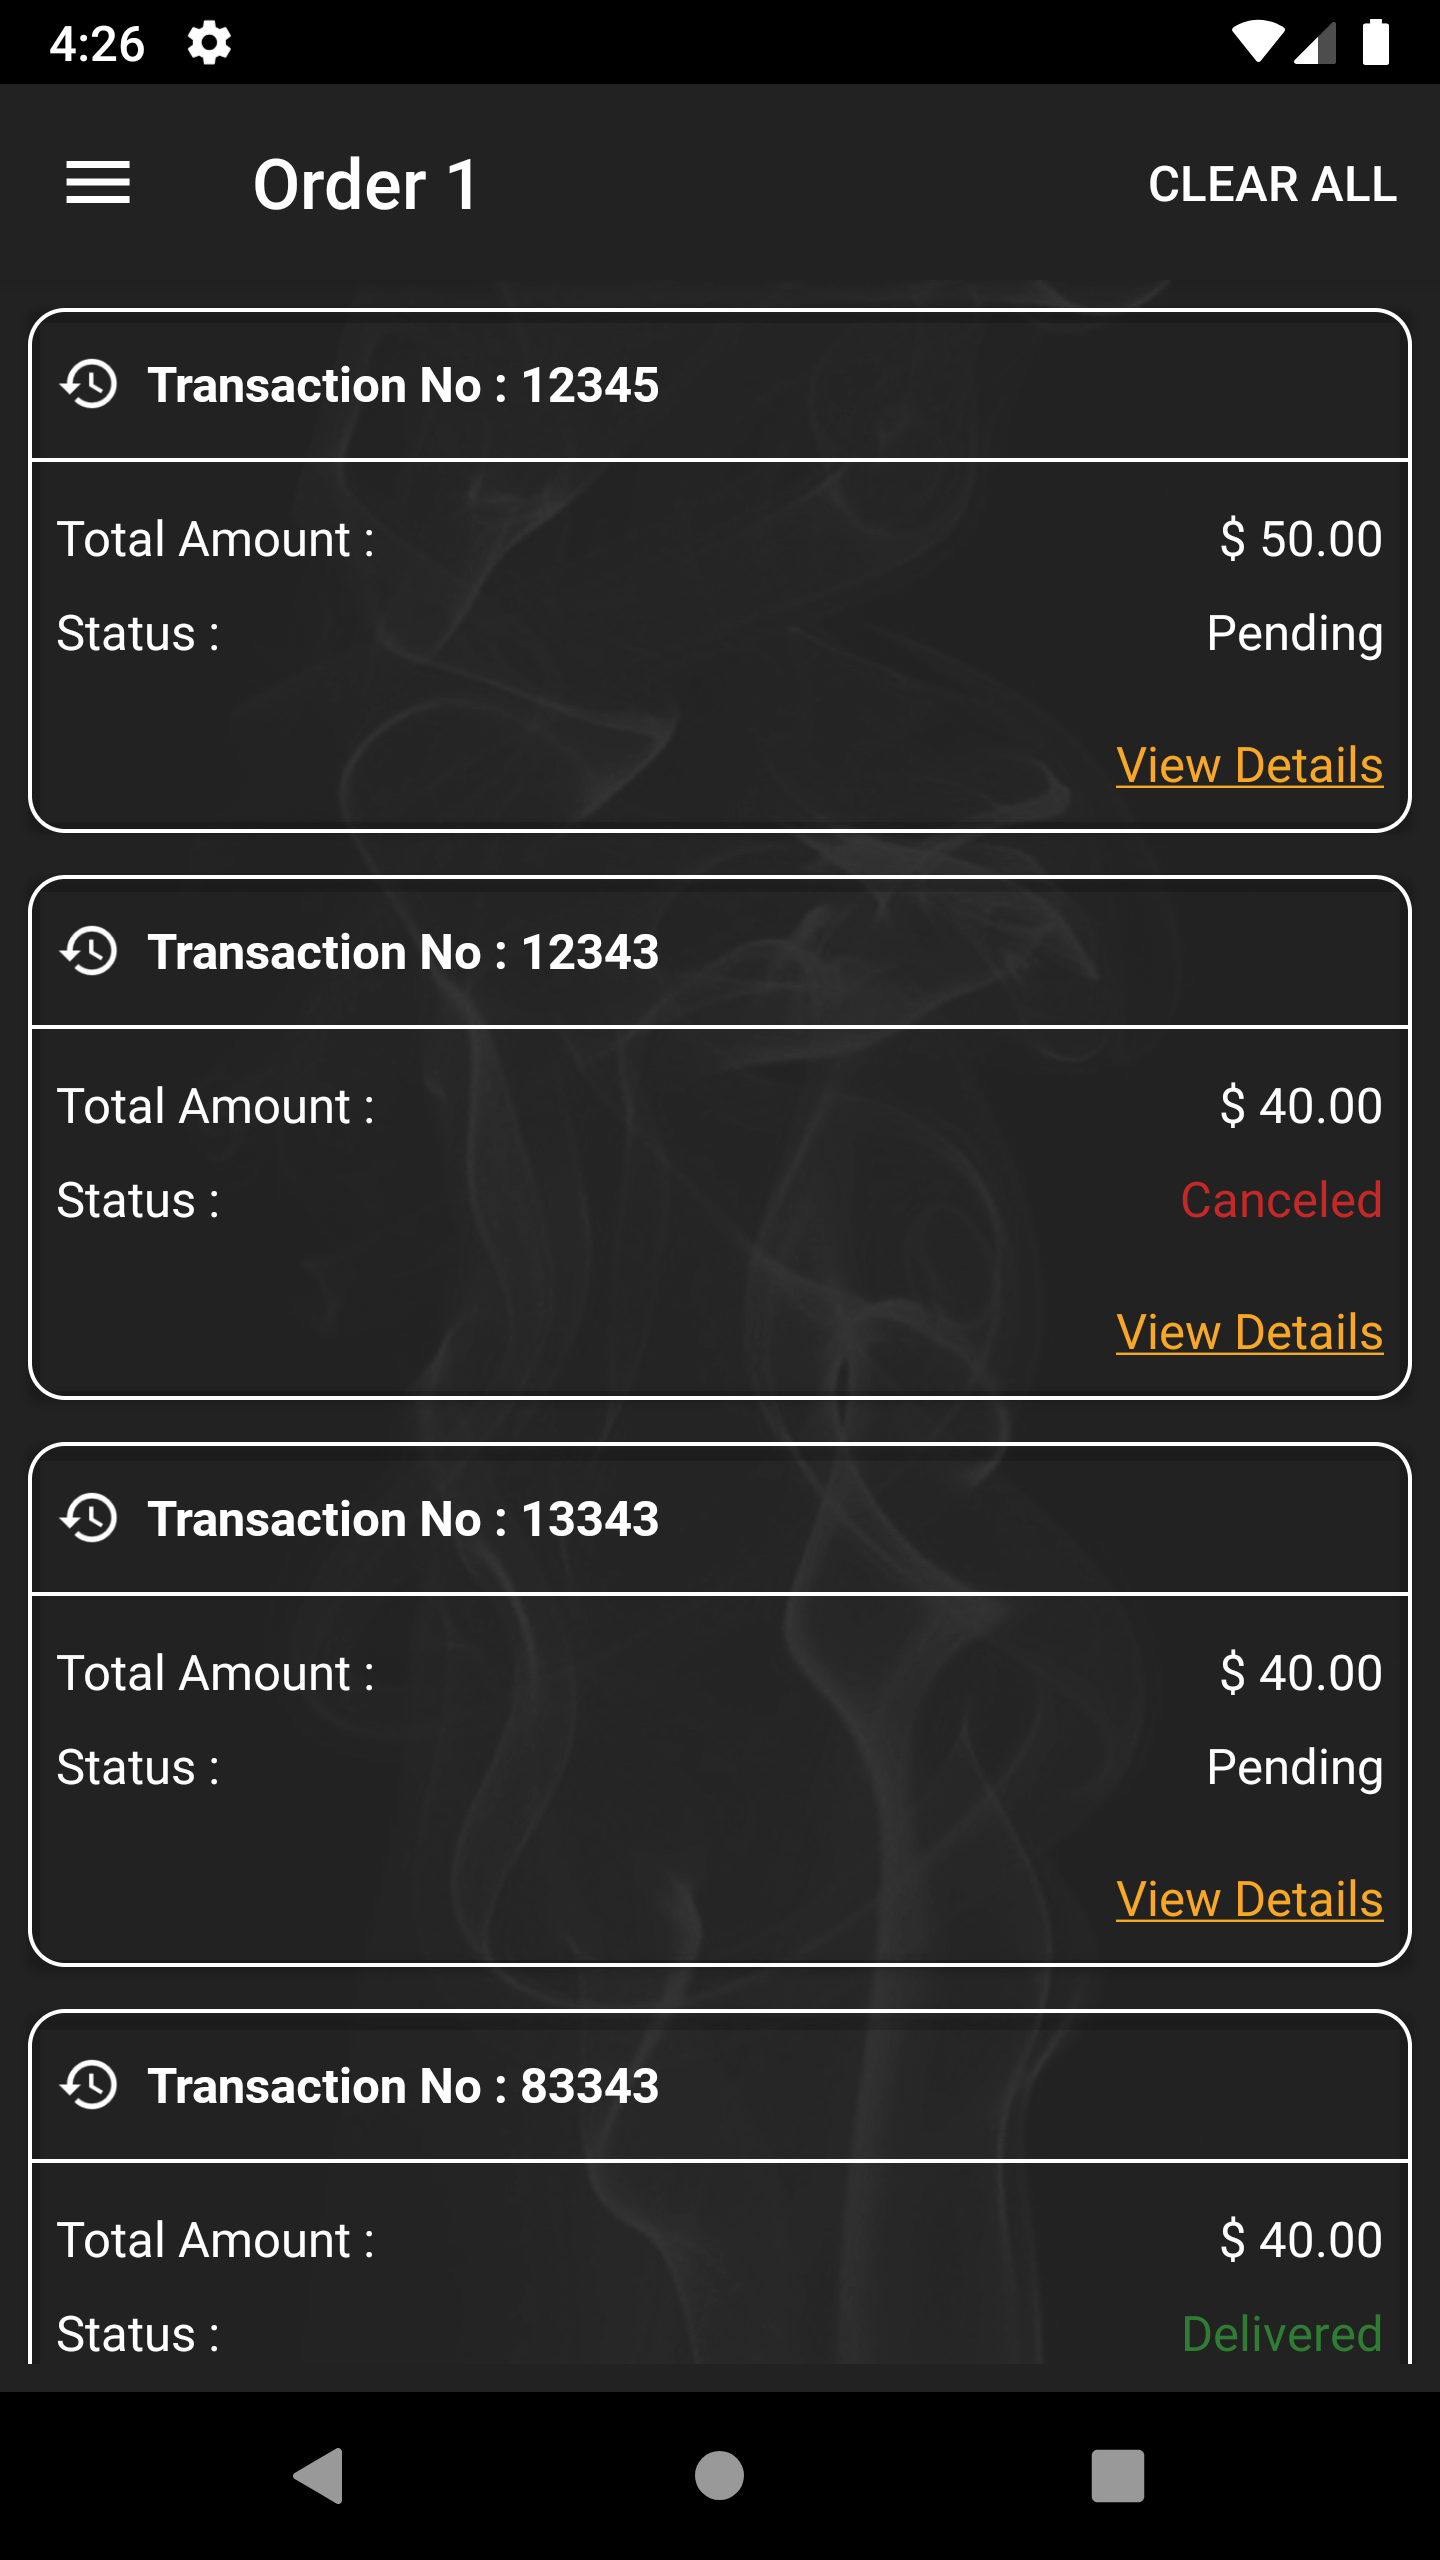 4:26
Order 1
CLEAR ALL
Transaction No : 12345
Total Amount : $ 50.00
Status : Pending
View Details
Transaction No : 12343
Total Amount : $ 40.00
Status : Canceled
View Details
Transaction No : 13343
Total Amount : $ 40.00
Status : Pending
View Details
Transaction No : 83343
Total Amount : $ 40.00
Status : Delivered